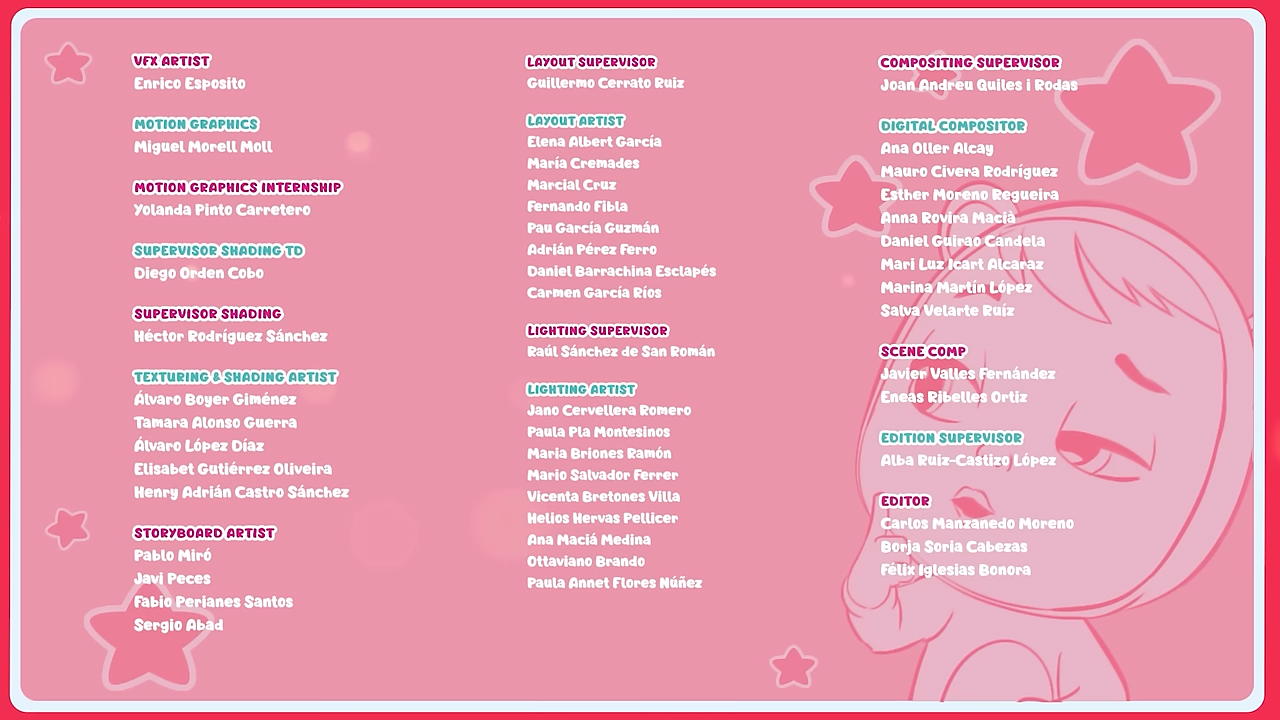 VFX ARTIST
Enrico Esposito
MOTION GRAPHICS
Miguel Morell Moll
MOTION GRAPHICS INTERNSHIP
Yolanda Pinto Carretero
SUPERVISOR SHADING TD
Diego Orden Cobo
SUPERVISOR SHADING
Héctor Rodríguez Sánchez
TEXTURING & SHADING ARTIST
Álvaro Boyer Giménez
Tamara Alonso Guerra
Álvaro López Díaz
Elisabet Gutiérrez Oliveira
Henry Adrián Castro Sánchez
STORYBOARD ARTIST
Pablo Miró
Javi Peces
Fabio Perianes Santos
Sergio Abad
LAYOUT SUPERVISOR
Guillermo Cerrato Ruiz
LAYOUT ARTIST
Elena Albert García
María Cremades
Marcial Cruz
Fernando Fibla
Pau García Guzmán
Adrián Pérez Ferro
Daniel Barrachina Esclapés
Carmen García Ríos
LIGHTING SUPERVISOR
Raúl Sánchez de San Román
LIGHTING ARTIST
Jano Cervellera Romero
Paula Pla Montesinos
Maria Briones Ramón
Mario Salvador Ferrer
Vicenta Bretones Villa
Helios Hervas Pellicer
Ana Maciá Medina
Ottaviano Brando
Paula Annet Flores Núñez
COMPOSITING SUPERVISOR
Joan Andreu Quiles i Rodas
DIGITAL COMPOSITOR
Ana Oller Alcay
Mauro Civera Rodríguez
Esther Moreno Regueira
Anna Rovira Macià
Daniel Guirao Candela
Mari Luz Icart Alcaraz
Marina Martín López
Salva Velarte Ruíz
SCENE COMP
Javier Valles Fernández
Eneas Ribelles Ortiz
EDITION SUPERVISOR
Alba Ruiz-Castizo López
EDITOR
Carlos Manzanedo Moreno
Borja Soria Cabezas
Félix Iglesias Bonora